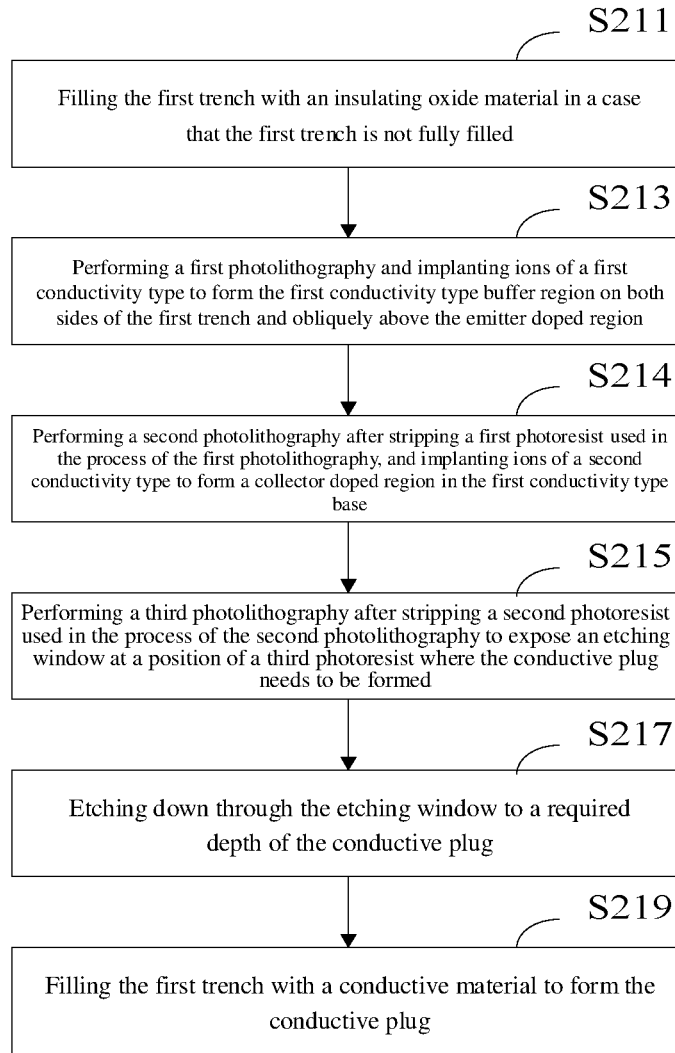 S211
Filling the first trench with an insulating oxide material in a case
that the first trench is not fully filled
S213
Performing a first photolithography and implanting ions of a first
conductivity type to form the first conductivity type buffer region on both
sides of the first trench and obliquely above the emitter doped region
S214
Performing a second photolithography after stripping a first photoresist used in
the process of the first photolithography, and implanting ions of a second
conductivity type to form a collector doped region in the first conductivity type
base
S215
Performing a third photolithography after stripping a second photoresist
used in the process of the second photolithography to expose an etching
window at a position of a third photoresist where the conductive plug
needs to be formed
S217
Etching down through the etching window to a required
depth of the conductive plug
S219
Filling the first trench with a conductive material to form the
conductive plug